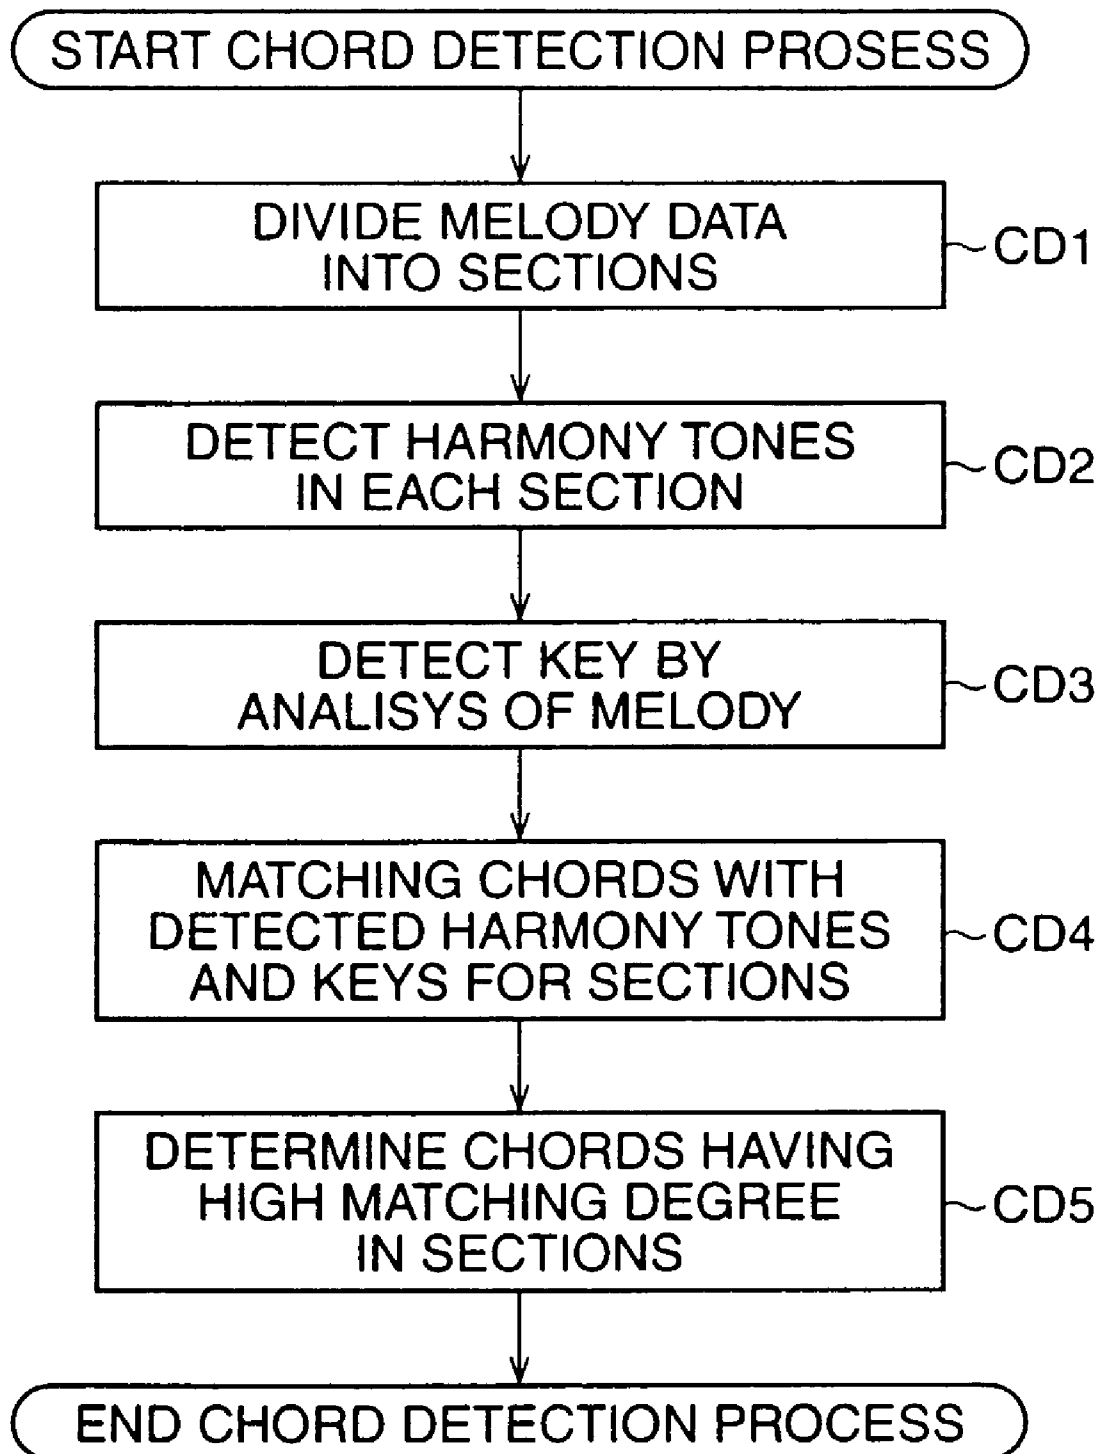 START CHORD DETECTION PROSESS
DIVIDE MELODY DATA
INTO SECTIONS
CD1
DETECT HARMONY TONES
IN EACH SECTION
CD2
DETECT KEY BY
ANALISYS OF MELODY
CD3
MATCHING CHORDS WITH
DETECTED HARMONY TONES
AND KEYS FOR SECTIONS
CD4
DETERMINE CHORDS HAVING
HIGH MATCHING DEGREE
IN SECTIONS
CD5
END CHORD DETECTION PROCESS